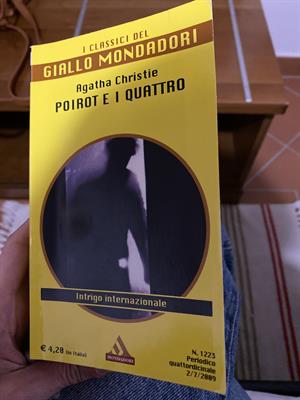 I CLASSICI DEL
GIALLO MONDADORI
Agatha Christie
POIROT E I QUATTRO
Intrigo internazionale
€ 4,20 (in Italia)
MONDADORI
N. 1223
Periodico
quattordicinale
2/7/2009